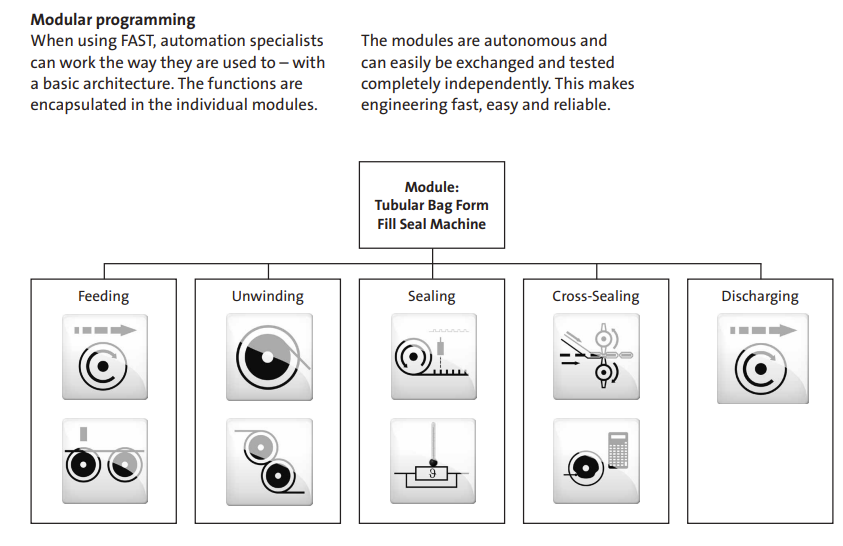 Modular programming
When using FAST, automation specialists
can work the way they are used to – with
a basic architecture. The functions are
encapsulated in the individual modules.
The modules are autonomous and
can easily be exchanged and tested
completely independently. This makes
engineering fast, easy and reliable.
Module:
Tubular Bag Form
Fill Seal Machine
Feeding
Unwinding
Sealing
Cross-Sealing
Discharging
ϑ